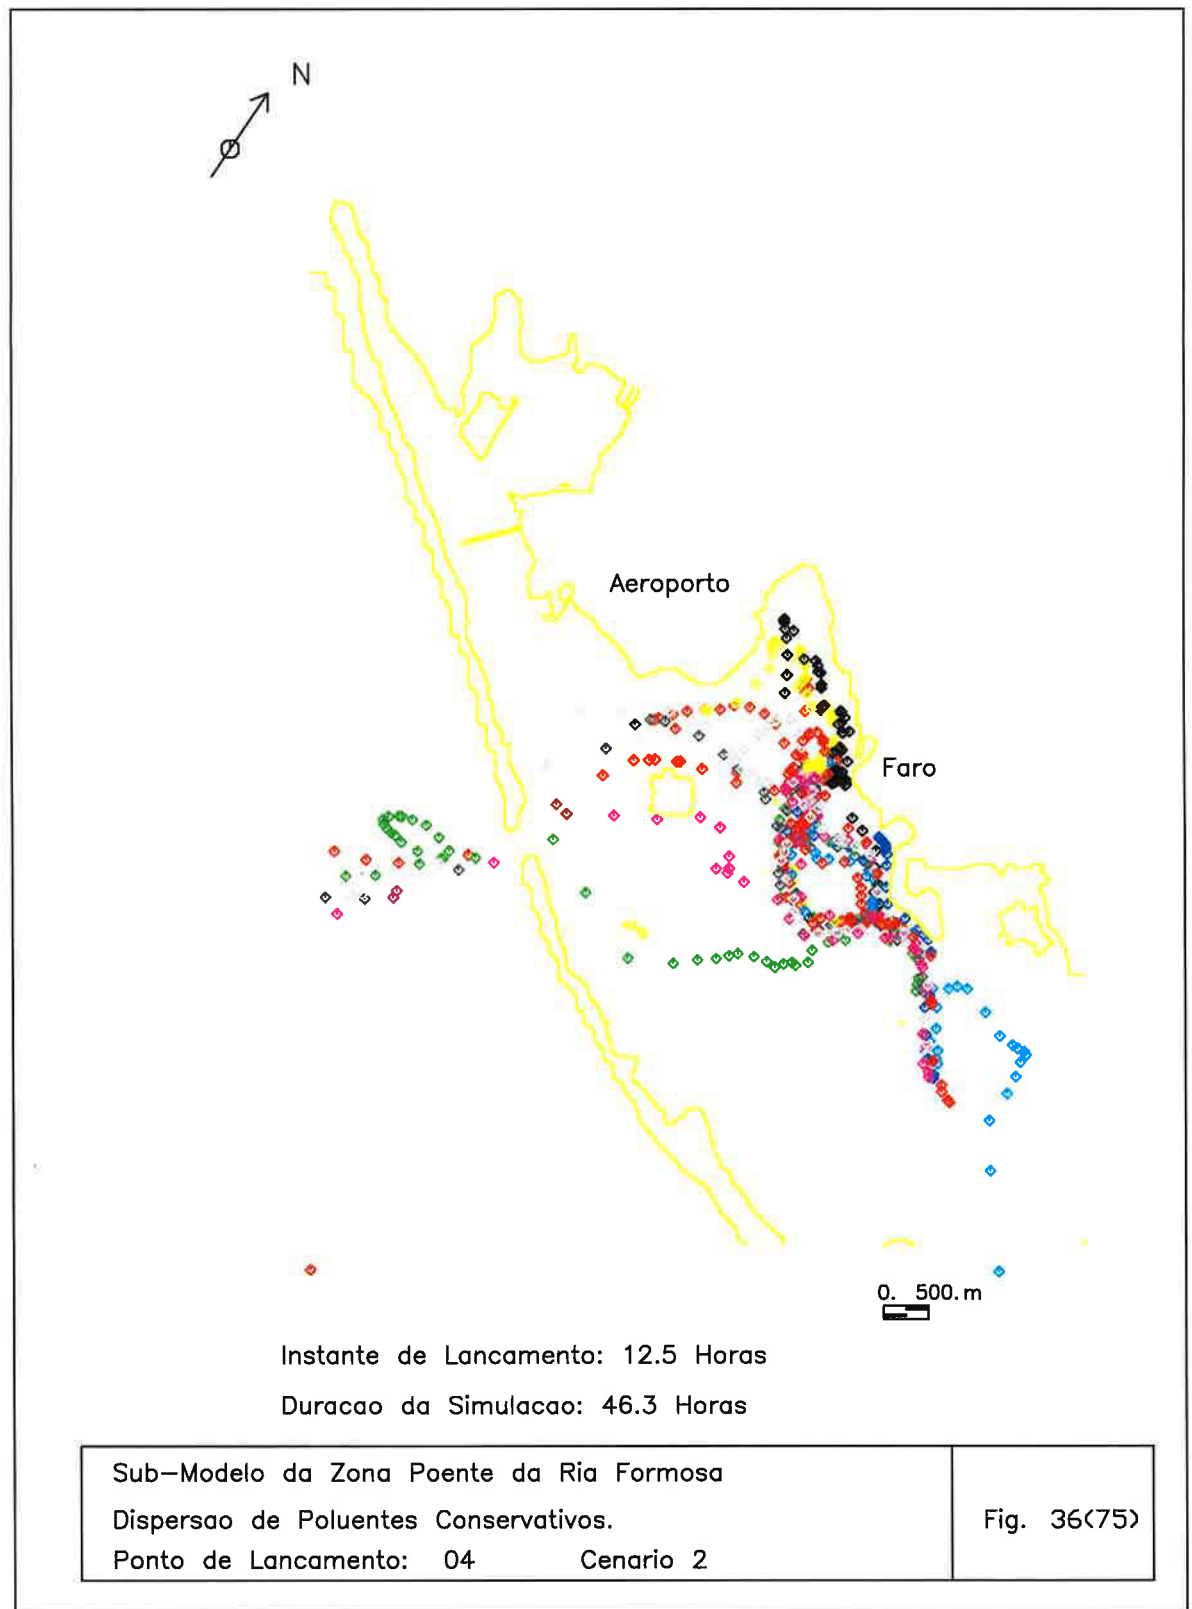 N
Aeroporto
Faro
0. 500.m
Instante de Lancamento: 12.5 Horas
Duracao da Simulacao: 46.3 Horas
Sub-Modelo da Zona Poente da Ria Formosa
Dispersao de Poluentes Conservativos.
Fig. 36(75)
Ponto de Lancamento: 04 Cenario 2